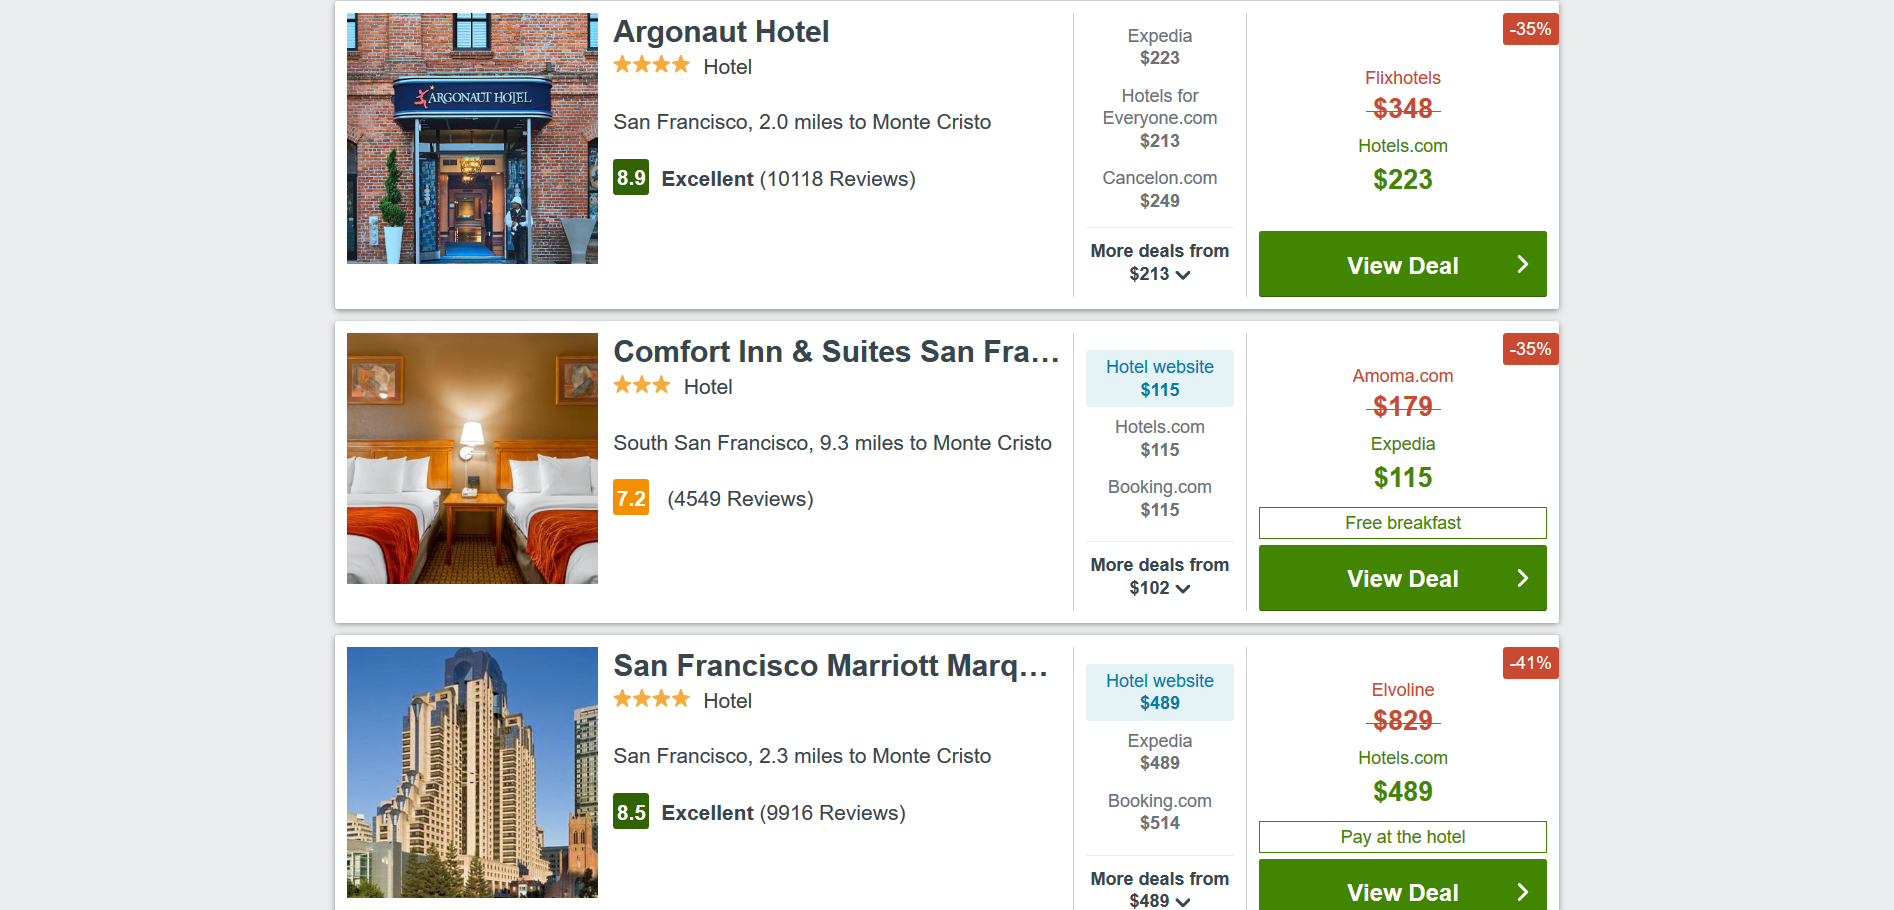 ARGONAUT HOTEL
Argonaut Hotel
Hotel
San Francisco, 2.0 miles to Monte Cristo
8.9 Excellent (10118 Reviews)
Expedia
$223
Hotels for
Everyone.com
$213
Cancelon.com
$249
More deals from
$213
-35%
Flixhotels
$348
Hotels.com
$223
View Deal
Comfort Inn & Suites San Fra...
Hotel
South San Francisco, 9.3 miles to Monte Cristo
7.2 (4549 Reviews)
Hotel website
$115
Hotels.com
$115
Booking.com
$115
More deals from
$102
-35%
Amoma.com
$179
Expedia
$115
Free breakfast
View Deal
San Francisco Marriott Marq...
Hotel
San Francisco, 2.3 miles to Monte Cristo
8.5 Excellent (9916 Reviews)
Hotel website
$489
Expedia
$489
Booking.com
$514
More deals from
$489
-41%
Elvoline
$829
Hotels.com
$489
Pay at the hotel
View Deal